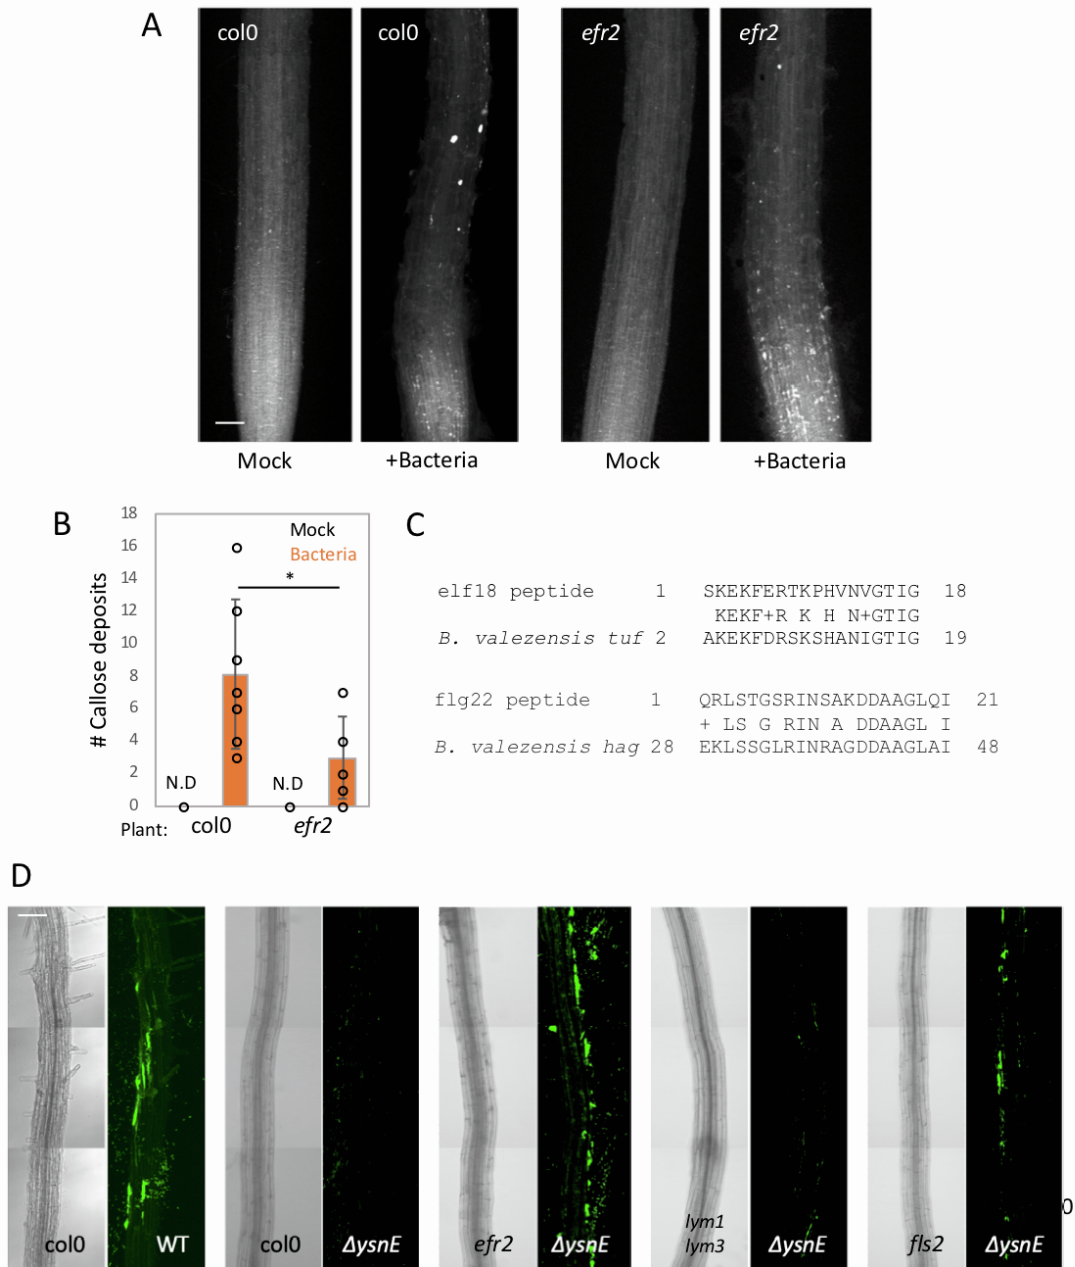 A
col0
col0
efr2
efr2
Mock
+Bacteria
Mock
+Bacteria
B
# Callose deposits
18
16
14
12
10
8
6
4
2
0
Mock
Bacteria
*
N.D
N.D
Plant:
col0
efr2
C
elf18 peptide 1 SKEKFERTKPHVNVGTIG 18
KEKF+R K H N+GTIG
B. valezensis tuf 2 AKEKFDRSKSHANIGTIG 19
flg22 peptide 1 QRLSTGSRINSAKDDAAGLQI 21
+ LS G RIN A DDAAGL I
B. valezensis hag 28 EKLSSGLRINRAGDDAAGLAI 48
D
col0
WT
col0
ΔysnE
efr2
ΔysnE
lym1
lym3
ΔysnE
fls2
ΔysnE
0